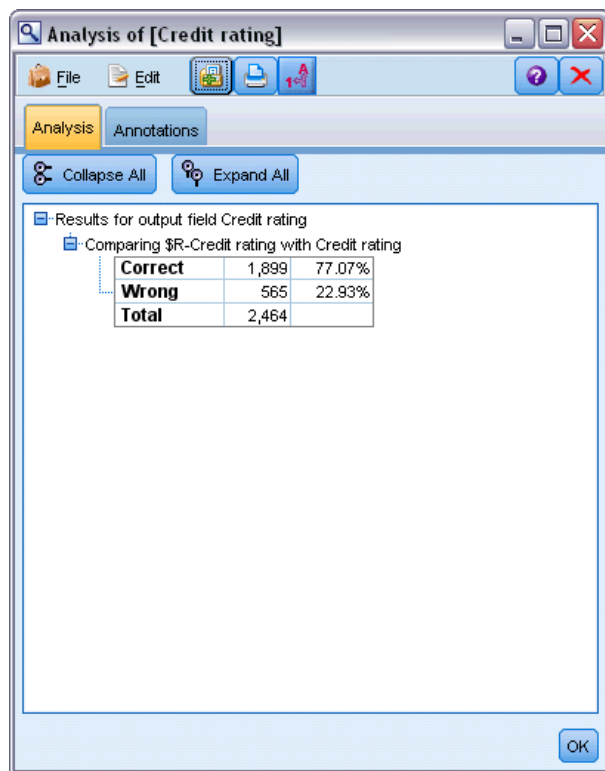 Analysis of [Credit rating]
File Edit
Analysis Annotations
Collapse All Expand All
Results for output field Credit rating
Comparing $R-Credit rating with Credit rating
Correct 1,899 77.07%
Wrong 565 22.93%
Total 2,464
OK